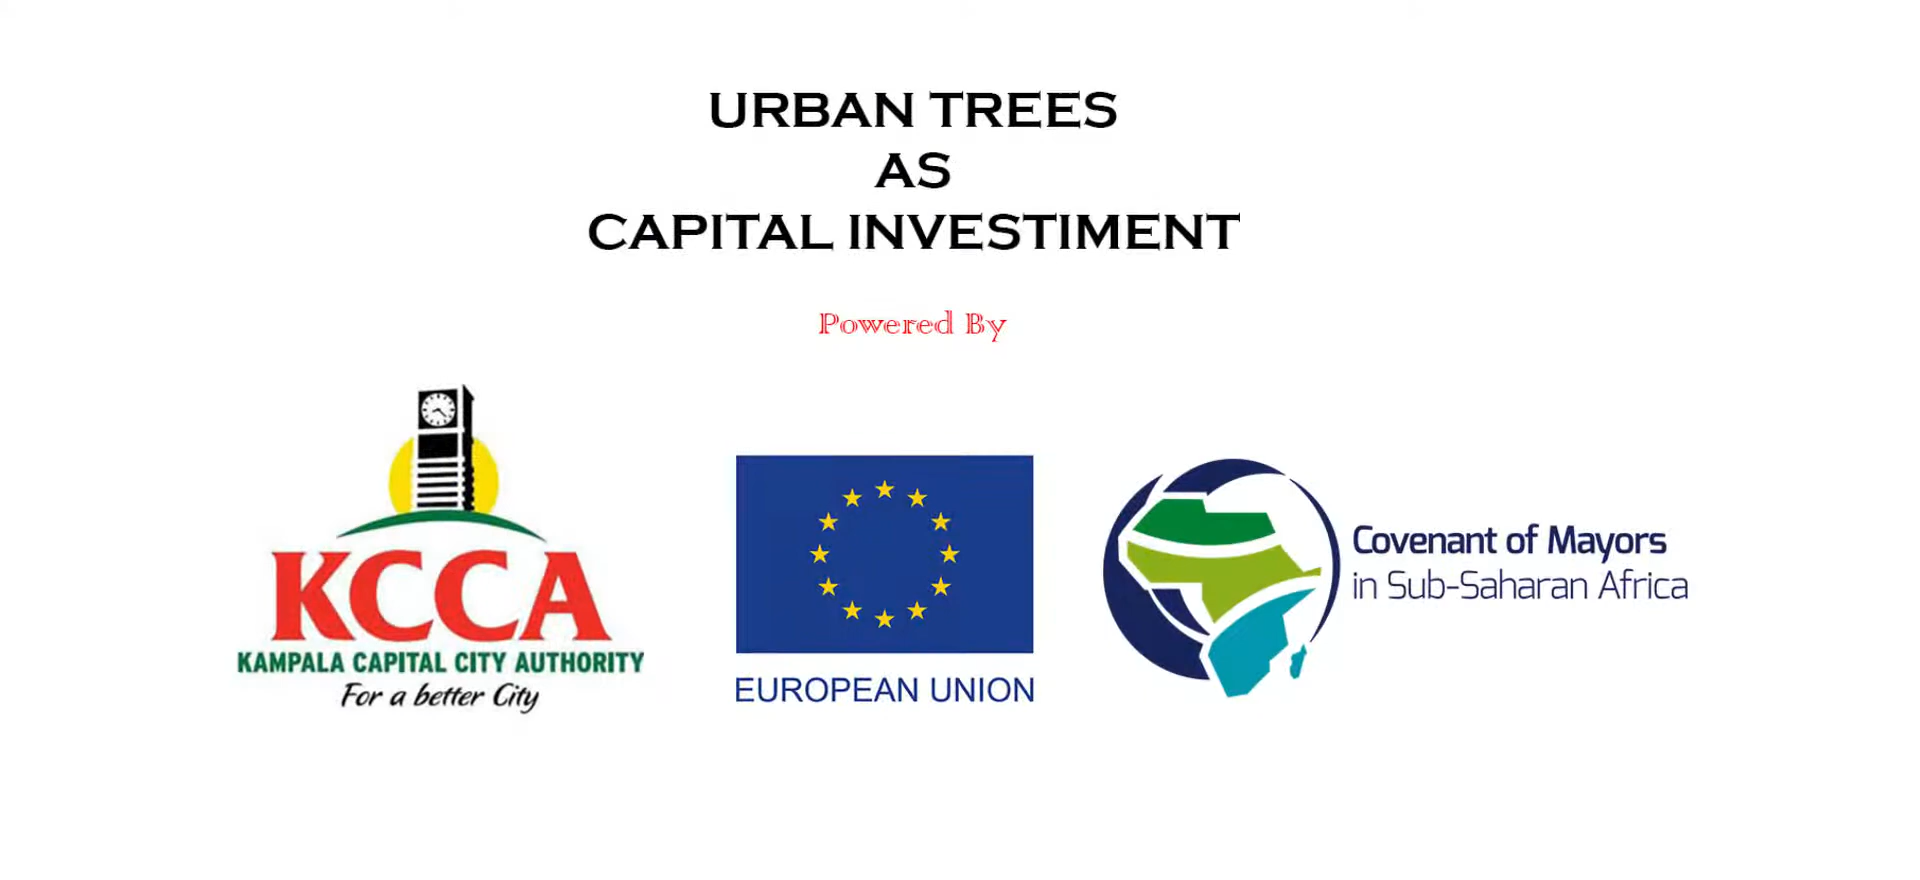 URBAN TREES
AS
CAPITAL INVESTIMENT
Powered By
KCCA
KAMPALA CAPITAL CITY AUTHORITY
For a better City
EUROPEAN UNION
Covenant of Mayors
in Sub-Saharan Africa